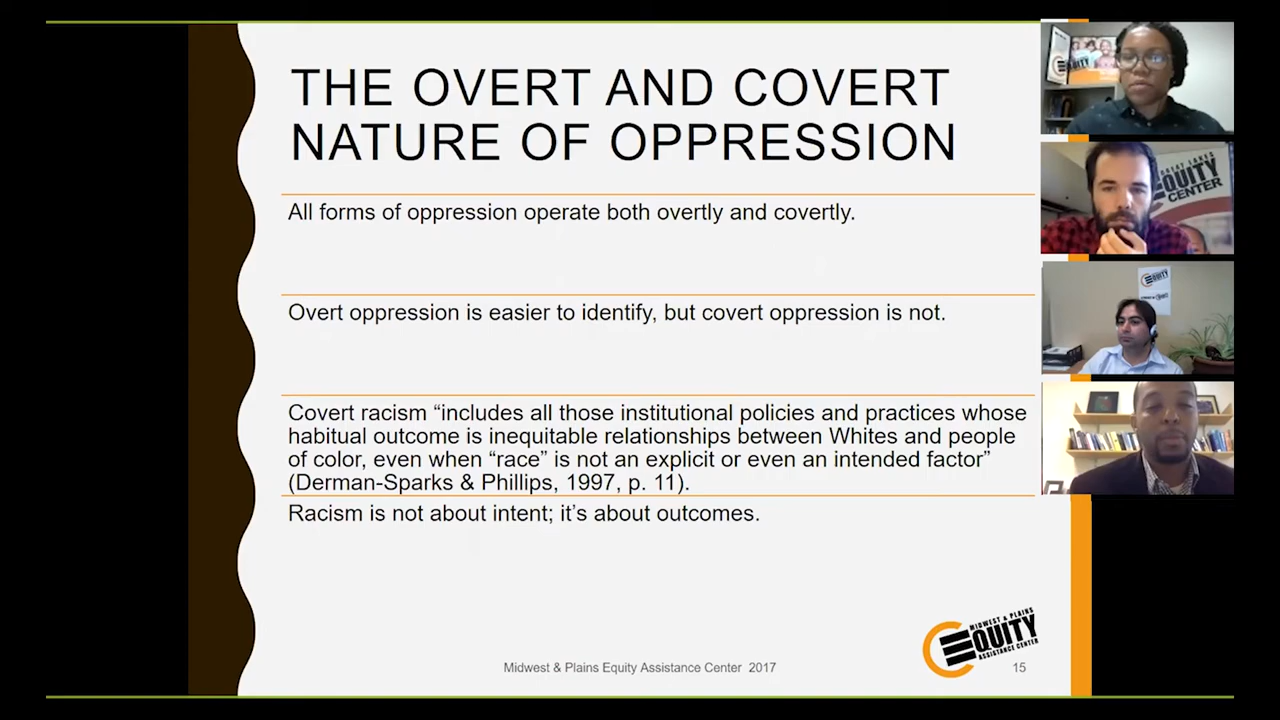 THE OVERT AND COVERT
NATURE OF OPPRESSION
All forms of oppression operate both overtly and covertly.
Overt oppression is easier to identify, but covert oppression is not.
Covert racism “includes all those institutional policies and practices whose
habitual outcome is inequitable relationships between Whites and people
of color, even when “race” is not an explicit or even an intended factor”
(Derman-Sparks & Phillips, 1997, p. 11).
Racism is not about intent; it’s about outcomes.
Midwest & Plains Equity Assistance Center 2017
MIDWEST & PLAINS
EQUITY
ASSISTANCE CENTER
15
EQUITY
GREAT LAKES
EQUITY
CENTER
EQUITY